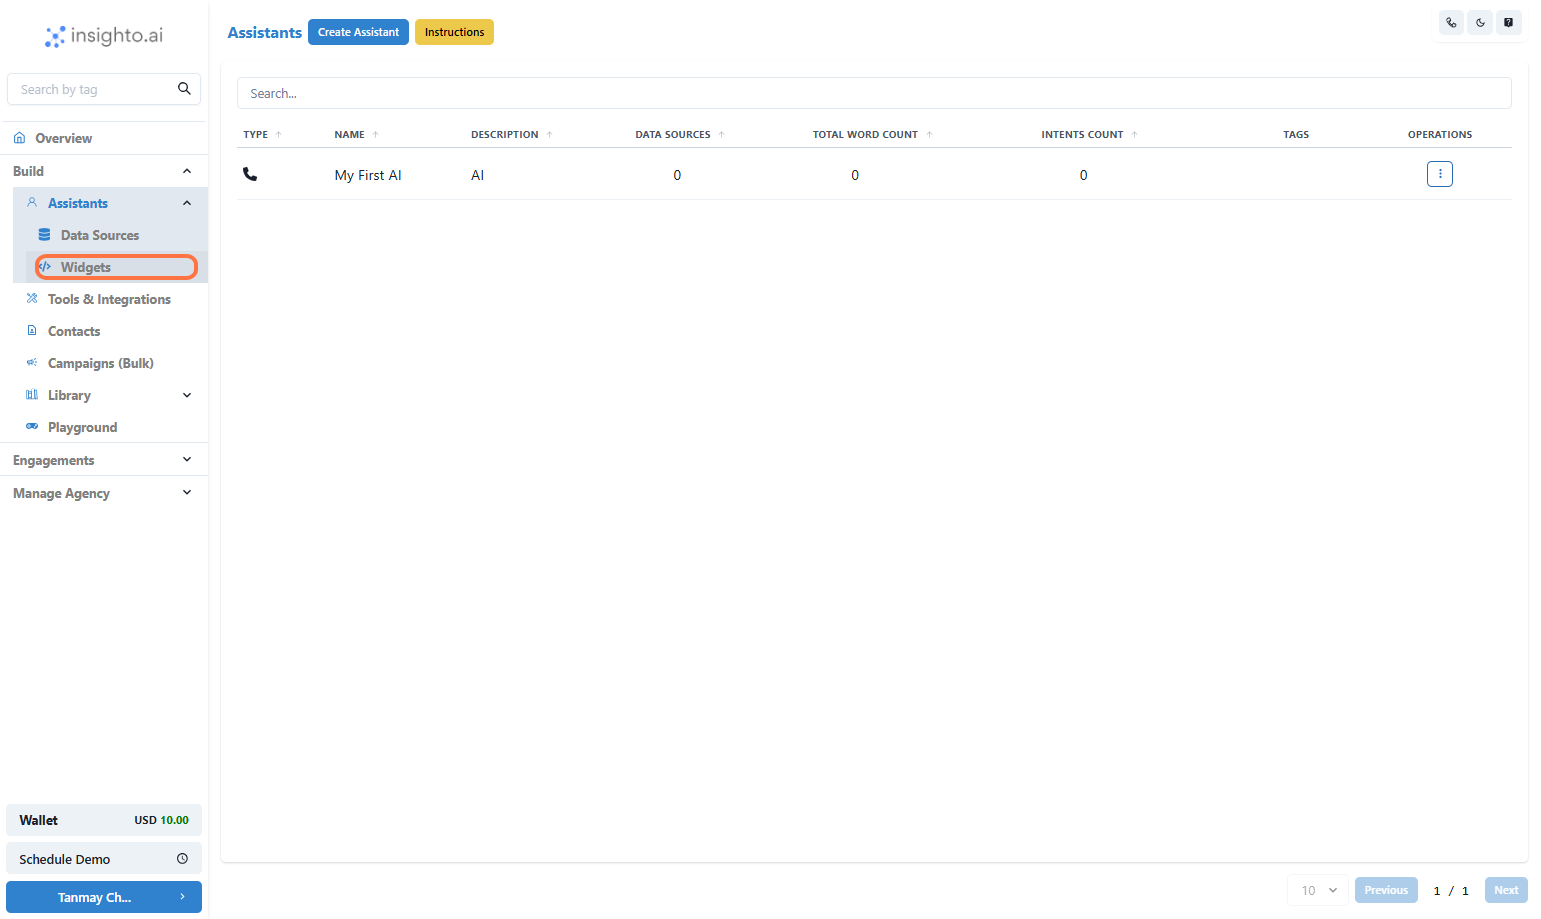 insighto.ai
Search by tag
Overview
Build
Assistants
Data Sources
Widgets
Tools & Integrations
Contacts
Campaigns (Bulk)
Library
Playground
Engagements
Manage Agency
Wallet USD 10.00
Schedule Demo
Tanmay Ch...
Assistants Create Assistant Instructions
Search...
TYPE NAME DESCRIPTION DATA SOURCES TOTAL WORD COUNT INTENTS COUNT TAGS OPERATIONS
My First AI AI 0 0 0
10 Previous 1 / 1 Next